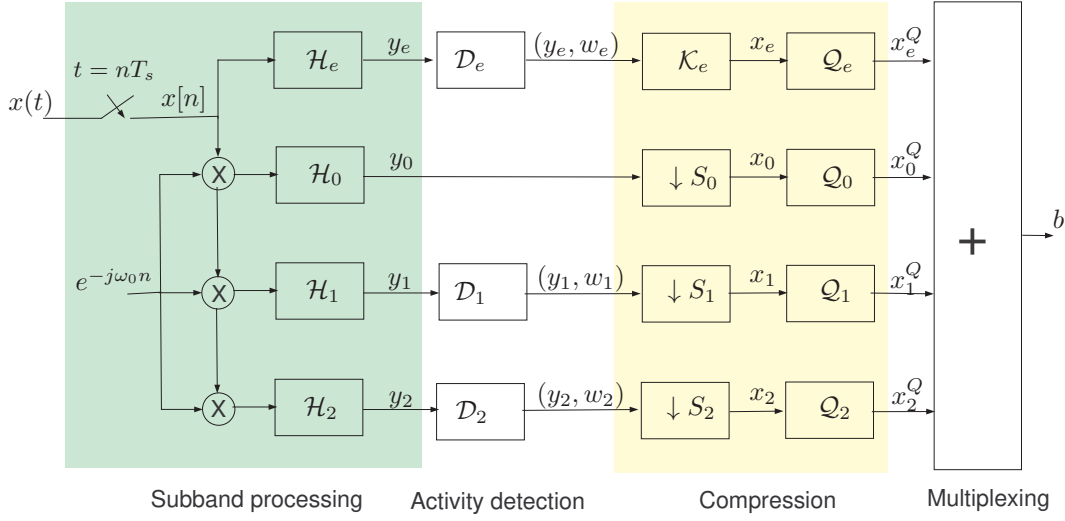 y_e (y_e, w_e) x_e x_e^Q
H_e D_e K_e Q_e
t = nT_s
x(t) x[n]
y_0 x_0 x_0^Q
X H_0 ↓ S_0 Q_0
+ b
e^{-jω_0 n} y_1 (y_1, w_1) x_1 x_1^Q
X H_1 D_1 ↓ S_1 Q_1
y_2 (y_2, w_2) x_2 x_2^Q
X H_2 D_2 ↓ S_2 Q_2
Subband processing Activity detection Compression Multiplexing